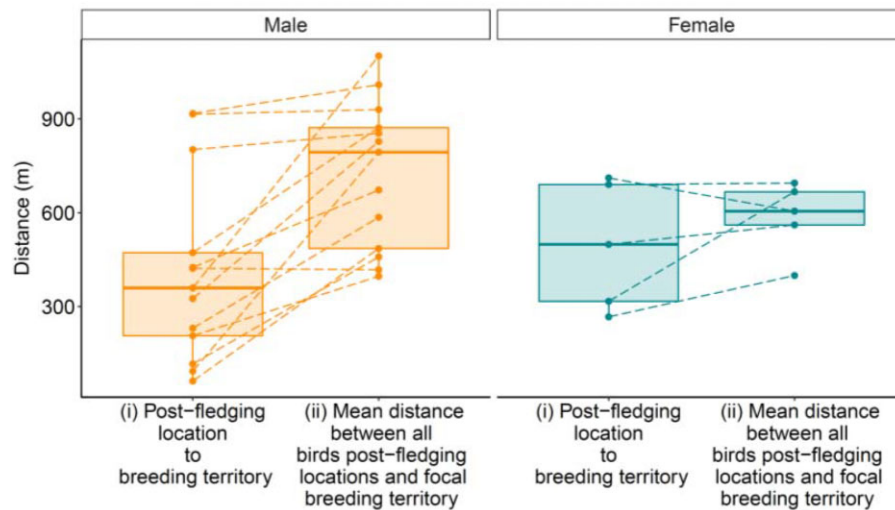 Male
Female
Distance (m)
900
600
300
(i) Post−fledging
location
to
breeding territory
(ii) Mean distance
between all
birds post−fledging
locations and focal
breeding territory
(i) Post−fledging
location
to
breeding territory
(ii) Mean distance
between all
birds post−fledging
locations and focal
breeding territory